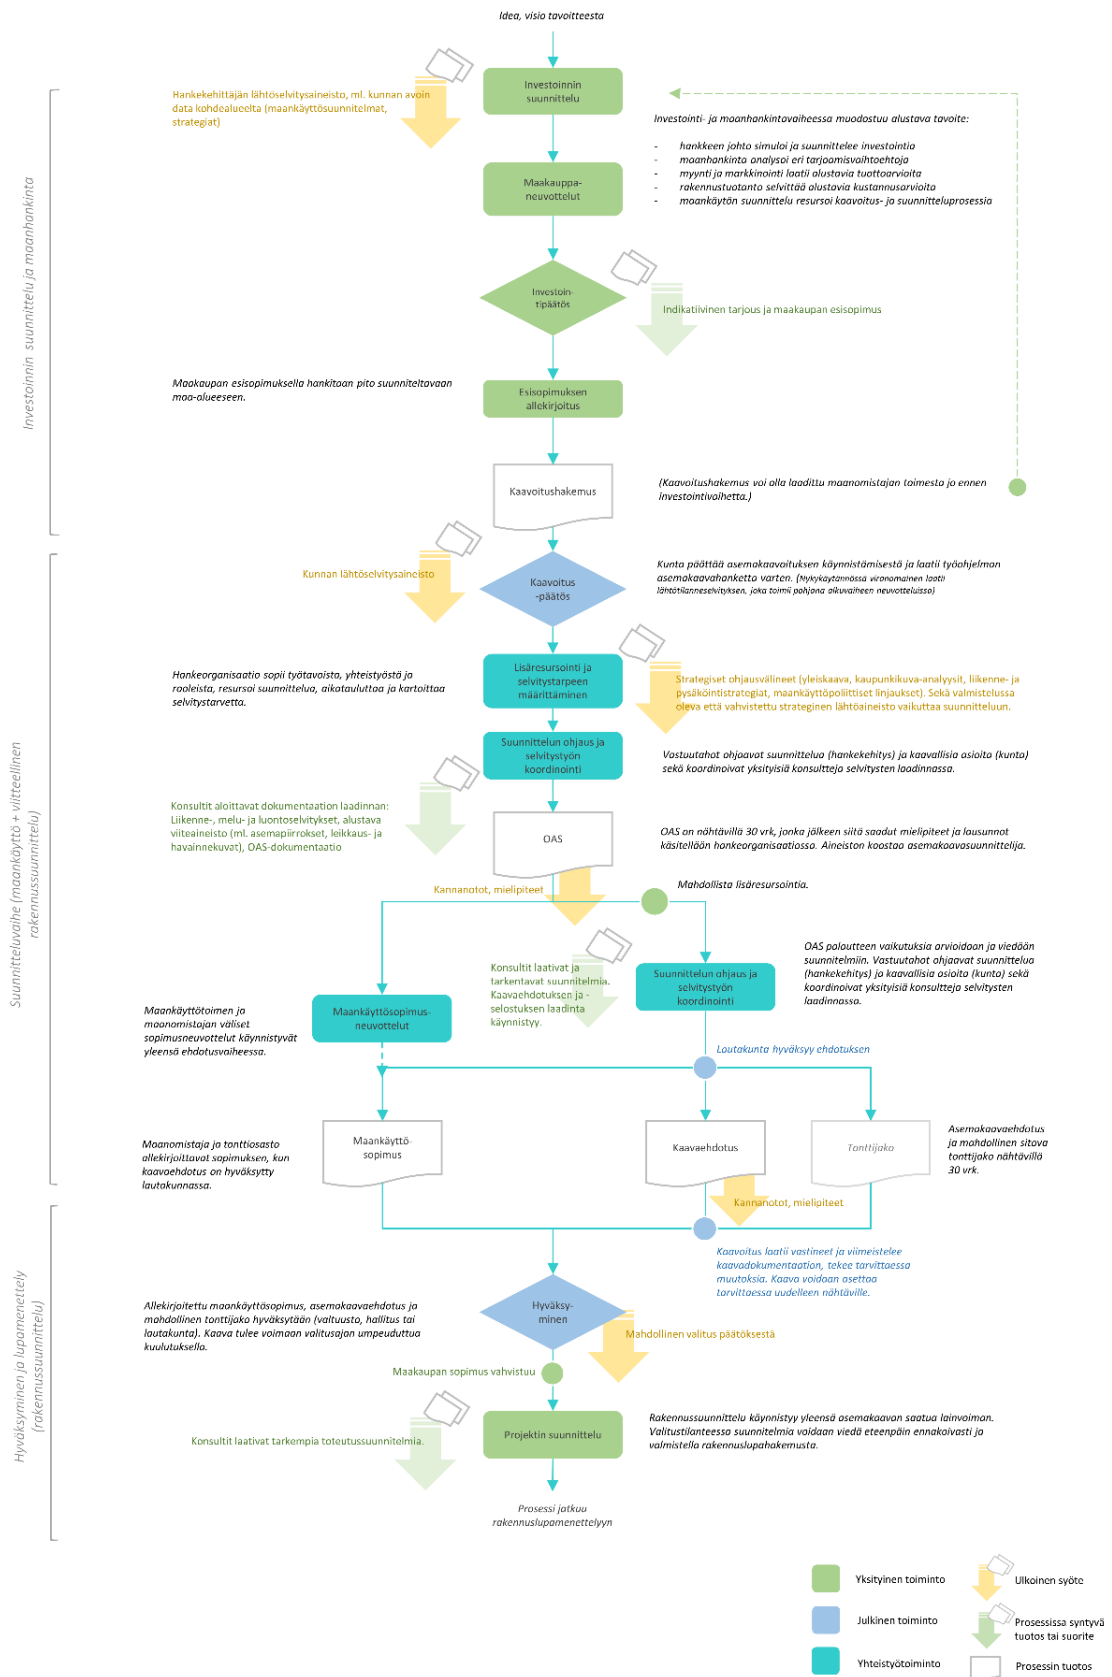 Idea, visio tavoitteesta
Investoinnin
suunnittelu
Hankekehittäjän lähtöselvitysaineisto, ml. kunnan avoin
data kohdealueelta (maankäyttösuunnitelmat,
strategiat)
Investointi- ja maanhankintavaiheessa muodostuu alustava tavoite:
- hankkeen johto simuloi ja suunnittelee investointia
- maanhankinta analysoi eri tarjoamisvaihtoehtoja
- myynti ja markkinointi laatii alustavia tuottoarvioita
- rakennustuotanto selvittää alustavia kustannusarvioita
- maankäytön suunnittelu resursoi kaavoitus- ja suunnitteluprosessia
Maakauppa-
neuvottelut
Investoinnin suunnittelu ja maanhankinta
Investoin-
tipäätös
Indikatiivinen tarjous ja maakaupan esisopimus
Maakaupan esisopimuksella hankitaan pito suunniteltavaan
maa-alueeseen.
Esisopimuksen
allekirjoitus
Kaavoitushakemus
(Kaavoitushakemus voi olla laadittu maanomistajan toimesta jo ennen
investointivaihetta.)
Kunnan lähtöselvitysaineisto
Kaavoitus
-päätös
Kunta päättää asemakaavoituksen käynnistämisestä ja laatii työohjelman
asemakaavahanketta varten. (Nykykäytännössä viranomainen laatii
lähtötilanneselvityksen, joka toimii pohjana alkuvaiheen neuvotteluissa)
Hankeorganisaatio sopii työtavoista, yhteistyöstä ja
rooleista, resursoi suunnittelua, aikatauluttaa ja kartoittaa
selvitystarvetta.
Lisäresursointi ja
selvitystarpeen
määrittäminen
Strategiset ohjausvälineet (yleiskaava, kaupunkikuva-analyysit, liikenne- ja
pysäköintistrategiat, maankäyttöpoliittiset linjaukset). Sekä valmistelussa
oleva että vahvistettu strateginen lähtöaineisto vaikuttaa suunnitteluun.
Suunnittelun ohjaus ja
selvitystyön
koordinointi
Vastuutahot ohjaavat suunnittelua (hankekehitys) ja kaavallisia asioita (kunta)
sekä koordinoivat yksityisiä konsultteja selvitysten laadinnassa.
Konsultit aloittavat dokumentaation laadinnan:
Liikenne-, melu- ja luontoselvitykset, alustava
viiteaineisto (ml. asemapiirrokset, leikkaus- ja
havainnekuvat), OAS-dokumentaatio
OAS
OAS on nähtävillä 30 vrk, jonka jälkeen siitä saadut mielipiteet ja lausunnot
käsitellään hankeorganisaatiossa. Aineiston koostaa asemakaavasuunnittelija.
Suunnitteluvaihe (maankäyttö + viitteellinen
rakennussuunnittelu)
Kannanotot, mielipiteet
Mahdollista lisäresursointia.
Konsultit laativat ja
tarkentavat suunnitelmia.
Kaavaehdotuksen ja -
selostuksen laadinta
käynnistyy.
Suunnittelun ohjaus ja
selvitystyön
koordinointi
OAS palautteen vaikutuksia arvioidaan ja viedään
suunnitelmiin. Vastuutahot ohjaavat suunnittelua
(hankekehitys) ja kaavallisia asioita (kunta) sekä
koordinoivat yksityisiä konsultteja selvitysten
laadinnassa.
Maankäyttötoimen ja
maanomistajan väliset
sopimusneuvottelut käynnistyvät
yleensä ehdotusvaiheessa.
Maankäyttösopimus-
neuvottelut
Lautakunta hyväksyy ehdotuksen
Maanomistaja ja tonttiosasto
allekirjoittavat sopimuksen, kun
kaavaehdotus on hyväksytty
lautakunnassa.
Maankäyttö-
sopimus
Kaavaehdotus
Tonttijako
Asemakaavaehdotus
ja mahdollinen sitova
tonttijako nähtävillä
30 vrk.
Kannanotot, mielipiteet
Kaavoitus laatii vastineet ja viimeistelee
kaavadokumentaation, tekee tarvittaessa
muutoksia. Kaava voidaan asettaa
tarvittaessa uudelleen nähtäville.
Allekirjoitettu maankäyttösopimus, asemakaavaehdotus ja
mahdollinen tonttijako hyväksytään (valtuusto, hallitus tai
lautakunta). Kaava tulee voimaan valitusajan umpeuduttua
kuulutuksella.
Hyväksy-
minen
Mahdollinen valitus päätöksestä
Maakaupan sopimus vahvistuu
Hyväksyminen ja lupamenettely
(rakennussuunnittelu)
Konsultit laativat tarkempia toteutussuunnitelmia.
Projektin suunnittelu
Rakennussuunnittelu käynnistyy yleensä asemakaavan saatua lainvoiman.
Valitustilanteessa suunnitelmia voidaan viedä eteenpäin ennakoivasti ja
valmistella rakennuslupahakemusta.
Prosessi jatkuu
rakennuslupamenettelyyn
Yksityinen toiminto
Ulkoinen syöte
Julkinen toiminto
Prosessissa syntyvä
tuotos tai suorite
Yhteistyötoiminto
Prosessin tuotos